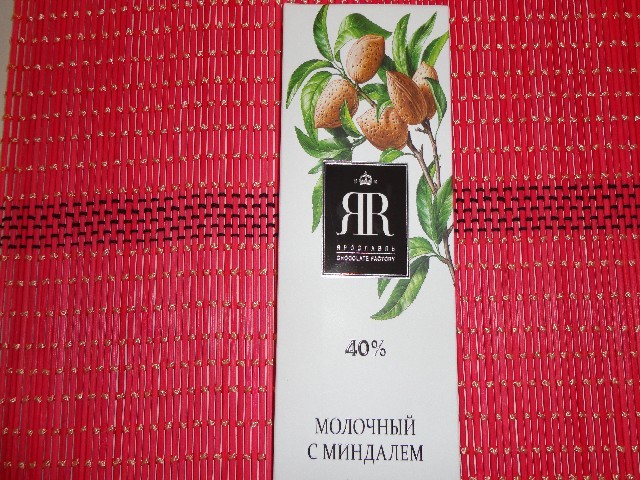 ЯR
ЯРОСЛАВЛЬ
CHOCOLATE FACTORY
40%
МОЛОЧНЫЙ
С МИНДАЛЕМ